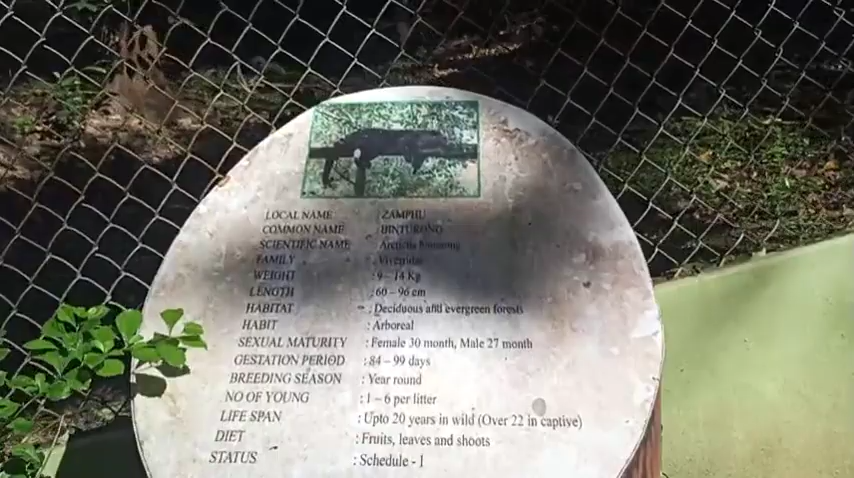 LOCAL NAME : ZAMPHU
COMMON NAME : BINTURONG
SCIENTIFIC NAME : Arctictis Binturong
FAMILY : Viverridae
WEIGHT : 9 – 14 Kg
LENGTH : 60 – 96 cm
HABITAT : Deciduous and evergreen forests
HABIT : Arboreal
SEXUAL MATURITY : Female 30 month, Male 27 month
GESTATION PERIOD : 84 – 99 days
BREEDING SEASON : Year round
NO OF YOUNG : 1 – 6 per litter
LIFE SPAN : Upto 20 years in wild (Over 22 in captive)
DIET : Fruits, leaves and shoots
STATUS : Schedule - 1